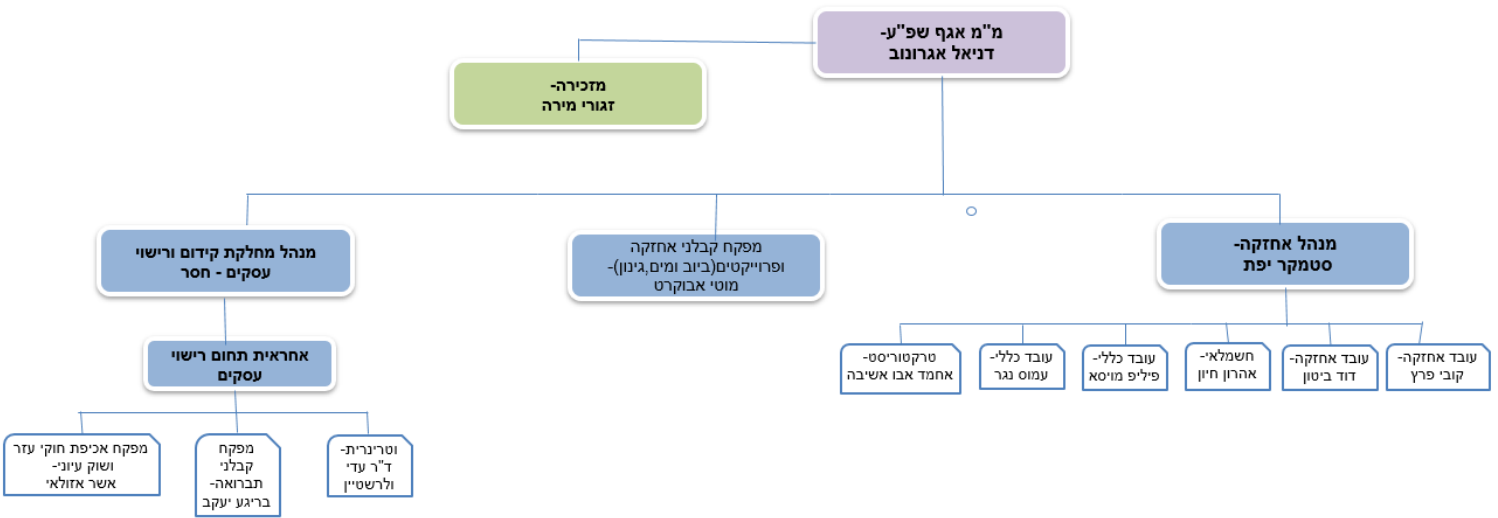 מ"מ אגף שפ"ע-
דניאל אגרונוב
מזכירה-
זגורי מירה
מנהל אחזקה-
סטמקר יפת
מפקח קבלני אחזקה
ופרוייקטים(ביוב ומים,גינון)-
מוטי אבוקרט
מנהל מחלקת קידום ורישוי
עסקים - חסר
עובד אחזקה-
קובי פרץ
עובד אחזקה-
דוד ביטון
חשמלאי-
אהרון חיון
עובד כללי-
פיליפ מויסא
עובד כללי-
עמוס נגר
טרקטוריסט-
אחמד אבו אשיבה
אחראית תחום רישוי
עסקים
וטרינרית-
ד"ר עדי
ולרשטיין
מפקח
קבלני
תברואה-
בריגע יעקב
מפקח אכיפת חוקי עזר
ושוק עיוני-
אשר אזולאי